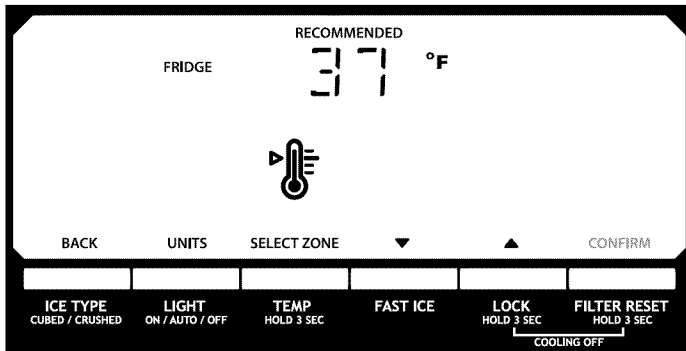 RECOMMENDED
FRIDGE 37 °F
BACK UNITS SELECT ZONE ▼ ▲ CONFIRM
ICE TYPE LIGHT TEMP FAST ICE LOCK FILTER RESET
CUBED / CRUSHED ON / AUTO / OFF HOLD 3 SEC HOLD 3 SEC HOLD 3 SEC
COOLING OFF